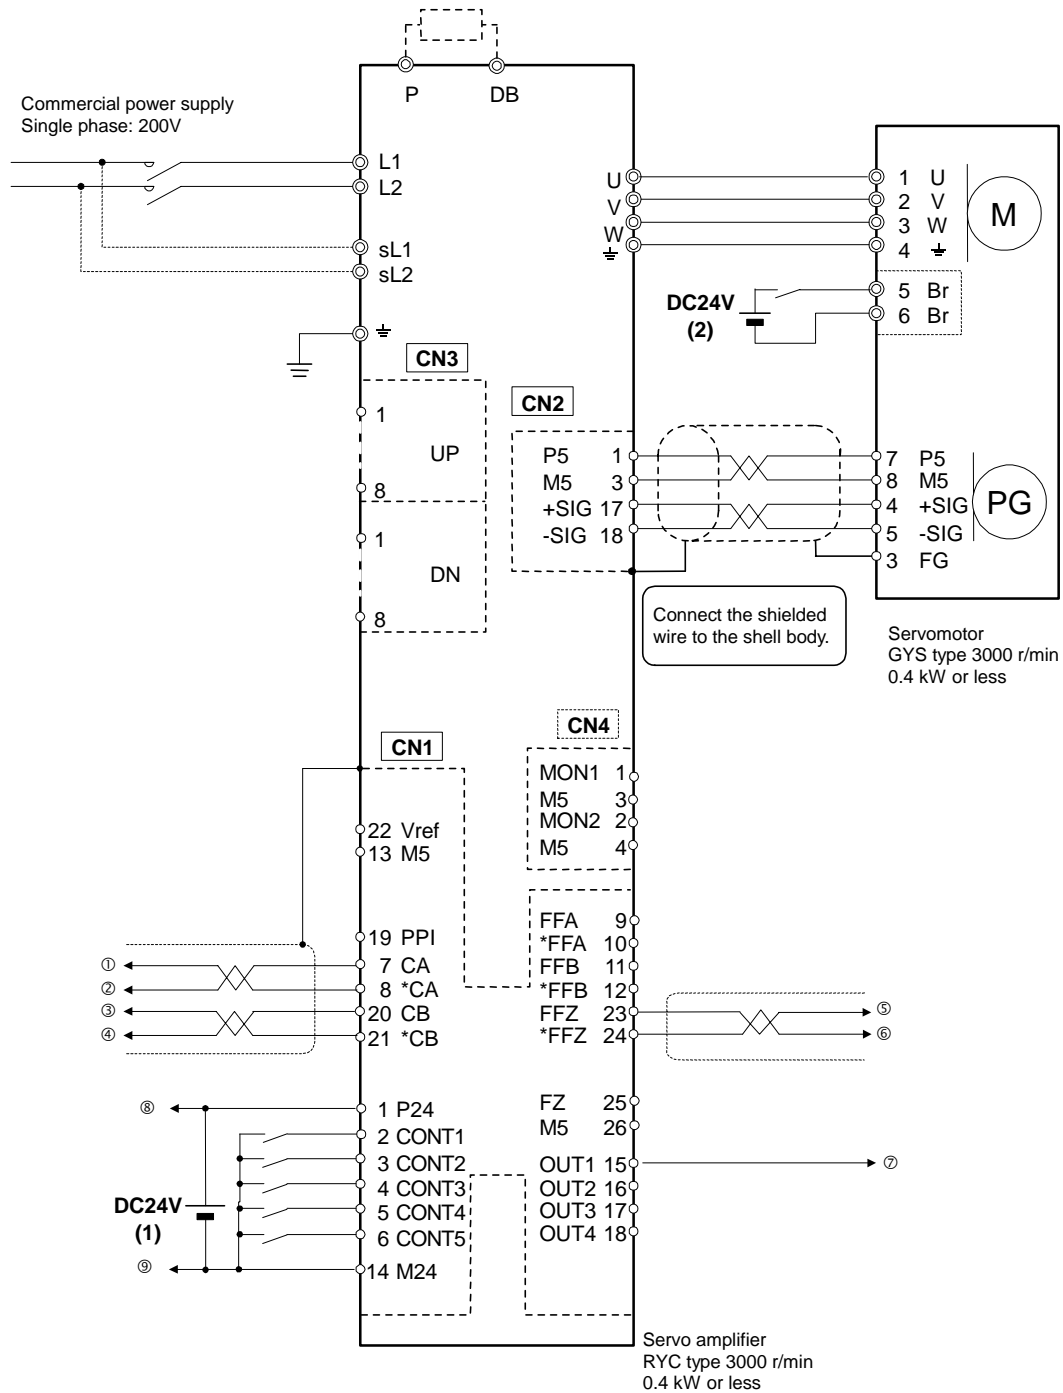 P
DB
Commercial power supply
Single phase: 200V
L1
L2
sL1
sL2
U
V
W
1 U
2 V
3 W
4
M
5 Br
6 Br
DC24V
(2)
CN3
1
UP
8
1
DN
8
CN2
P5 1
M5 3
+SIG 17
-SIG 18
7 P5
8 M5
4 +SIG
5 -SIG
3 FG
PG
Connect the shielded
wire to the shell body.
Servomotor
GYS type 3000 r/min
0.4 kW or less
CN4
MON1 1
M5 3
MON2 2
M5 4
CN1
22 Vref
13 M5
19 PPI
① 7 CA
② 8 *CA
③ 20 CB
④ 21 *CB
FFA 9
*FFA 10
FFB 11
*FFB 12
FFZ 23 ⑤
*FFZ 24 ⑥
FZ 25
M5 26
OUT1 15 ⑦
OUT2 16
OUT3 17
OUT4 18
⑧ 1 P24
2 CONT1
3 CONT2
4 CONT3
5 CONT4
6 CONT5
DC24V
(1)
⑨ 14 M24
Servo amplifier
RYC type 3000 r/min
0.4 kW or less